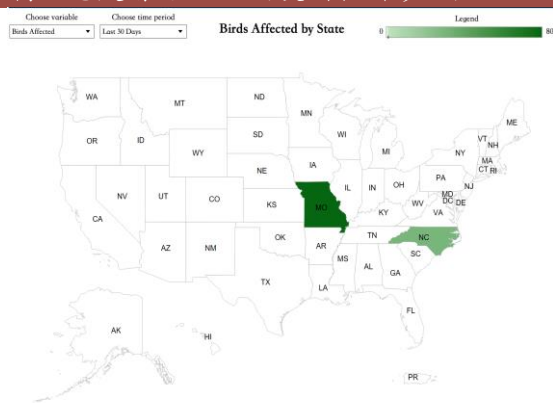 Choose variable
Choose time period
Birds Affected by State
Legend
Birds Affected
Last 30 Days
0
80
WA
MT
ND
MN
ME
OR
ID
SD
WI
VT
NH
WY
MI
NY
MA
CT RI
IA
NE
PA
NJ
NV
UT
CO
IL
IN
OH
MD
DC
DE
CA
KS
MO
KY
WV
VA
AZ
NM
OK
AR
TN
NC
SC
MS
AL
GA
TX
LA
FL
AK
HI
PR